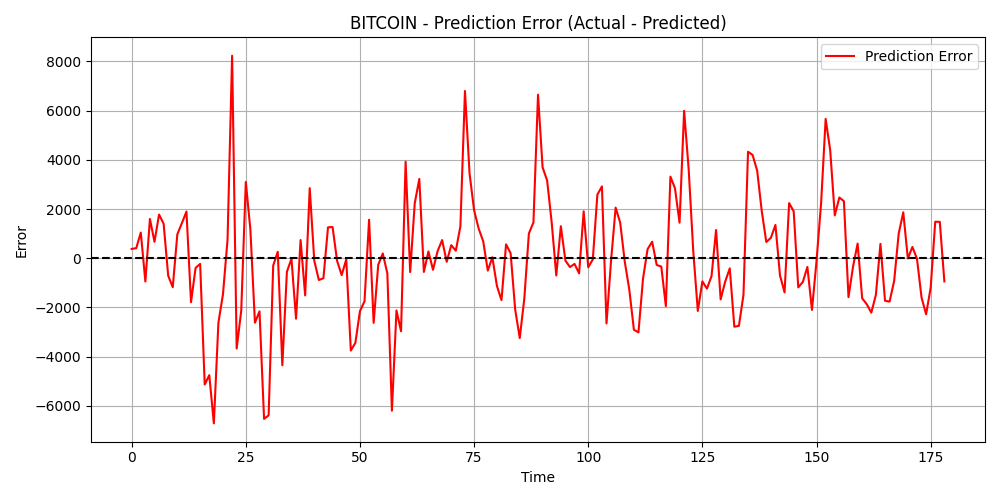 BITCOIN - Prediction Error (Actual - Predicted)
Prediction Error
8000
6000
4000
2000
0
−2000
−4000
−6000
Error
0 25 50 75 100 125 150 175
Time